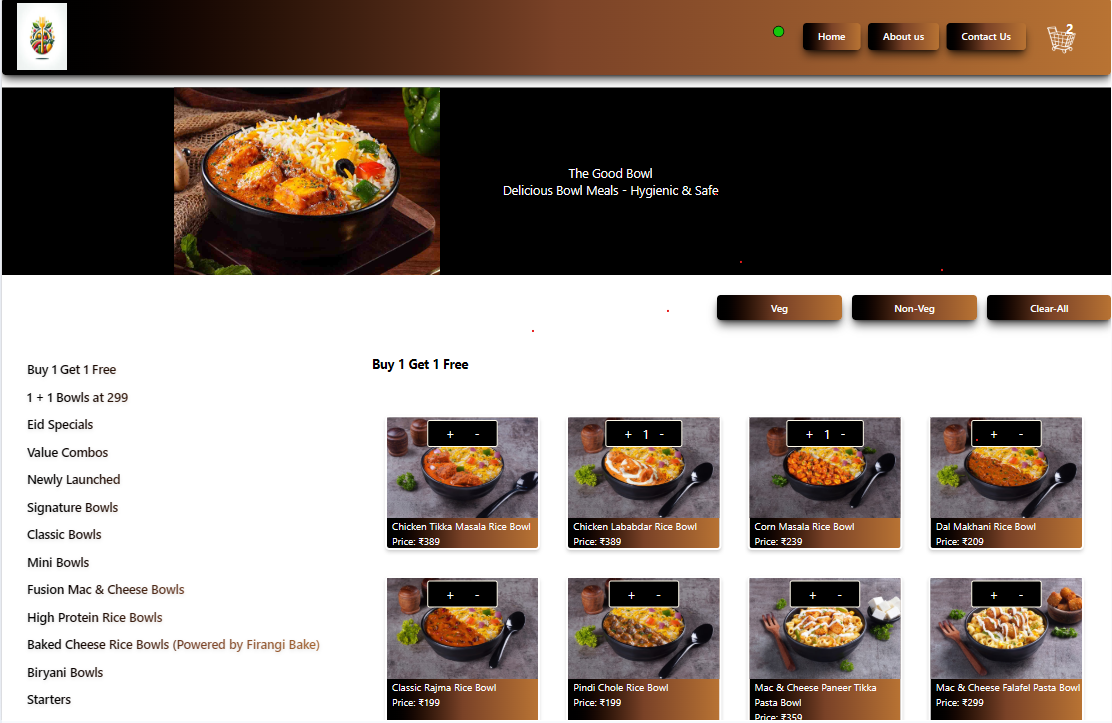 Home
About us
Contact Us
2
The Good Bowl
Delicious Bowl Meals - Hygienic & Safe
Veg
Non-Veg
Clear-All
Buy 1 Get 1 Free
1 + 1 Bowls at 299
Eid Specials
Value Combos
Newly Launched
Signature Bowls
Classic Bowls
Mini Bowls
Fusion Mac & Cheese Bowls
High Protein Rice Bowls
Baked Cheese Rice Bowls (Powered by Firangi Bake)
Biryani Bowls
Starters
Buy 1 Get 1 Free
+ -
Chicken Tikka Masala Rice Bowl
Price: ₹389
+ 1 -
Chicken Lababdar Rice Bowl
Price: ₹389
+ 1 -
Corn Masala Rice Bowl
Price: ₹239
+ -
Dal Makhani Rice Bowl
Price: ₹209
+ -
Classic Rajma Rice Bowl
Price: ₹199
+ -
Pindi Chole Rice Bowl
Price: ₹199
+ -
Mac & Cheese Paneer Tikka
Pasta Bowl
Price: ₹359
+ -
Mac & Cheese Falafel Pasta Bowl
Price: ₹299